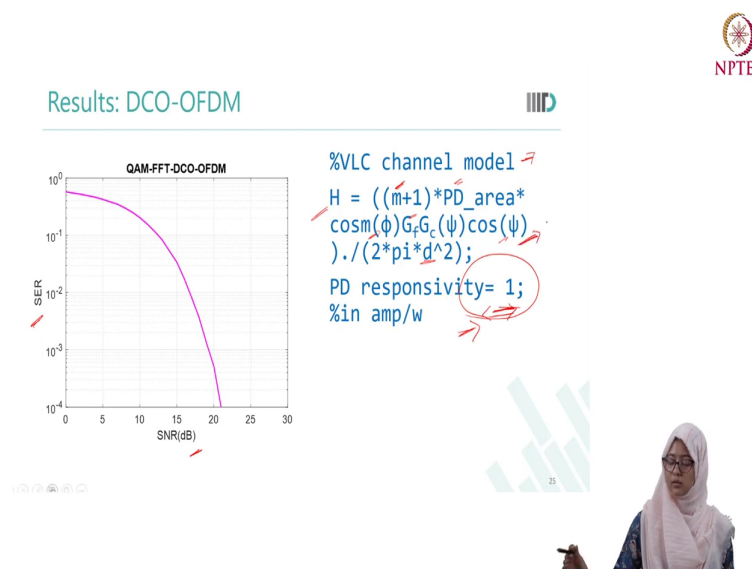 NPTE
Results: DCO-OFDM
QAM-FFT-DCO-OFDM
10^0
10^-1
10^-2
10^-3
10^-4
SER
0 5 10 15 20 25 30
SNR(dB)
%VLC channel model
H = ((m+1)*PD_area*
cosm(ϕ)G_fG_c(ψ)cos(ψ)
)./(2*pi*d^2);
PD responsivity= 1;
%in amp/w
25